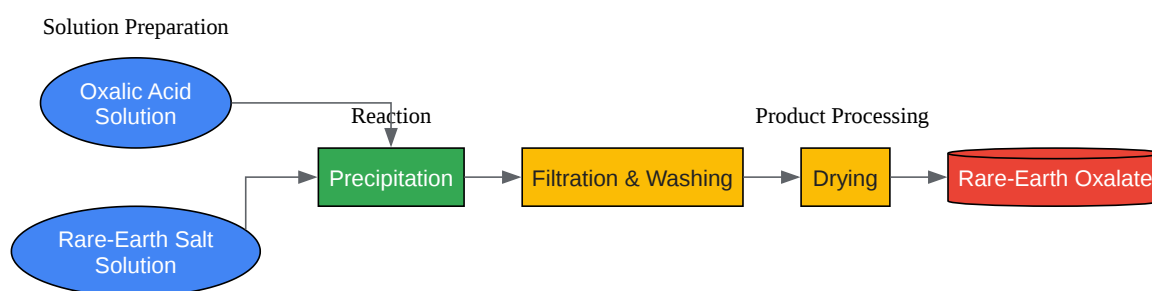 Solution Preparation
Oxalic Acid
Solution
Reaction
Product Processing
Precipitation
Filtration & Washing
Drying
Rare-Earth Oxalate
Rare-Earth Salt
Solution